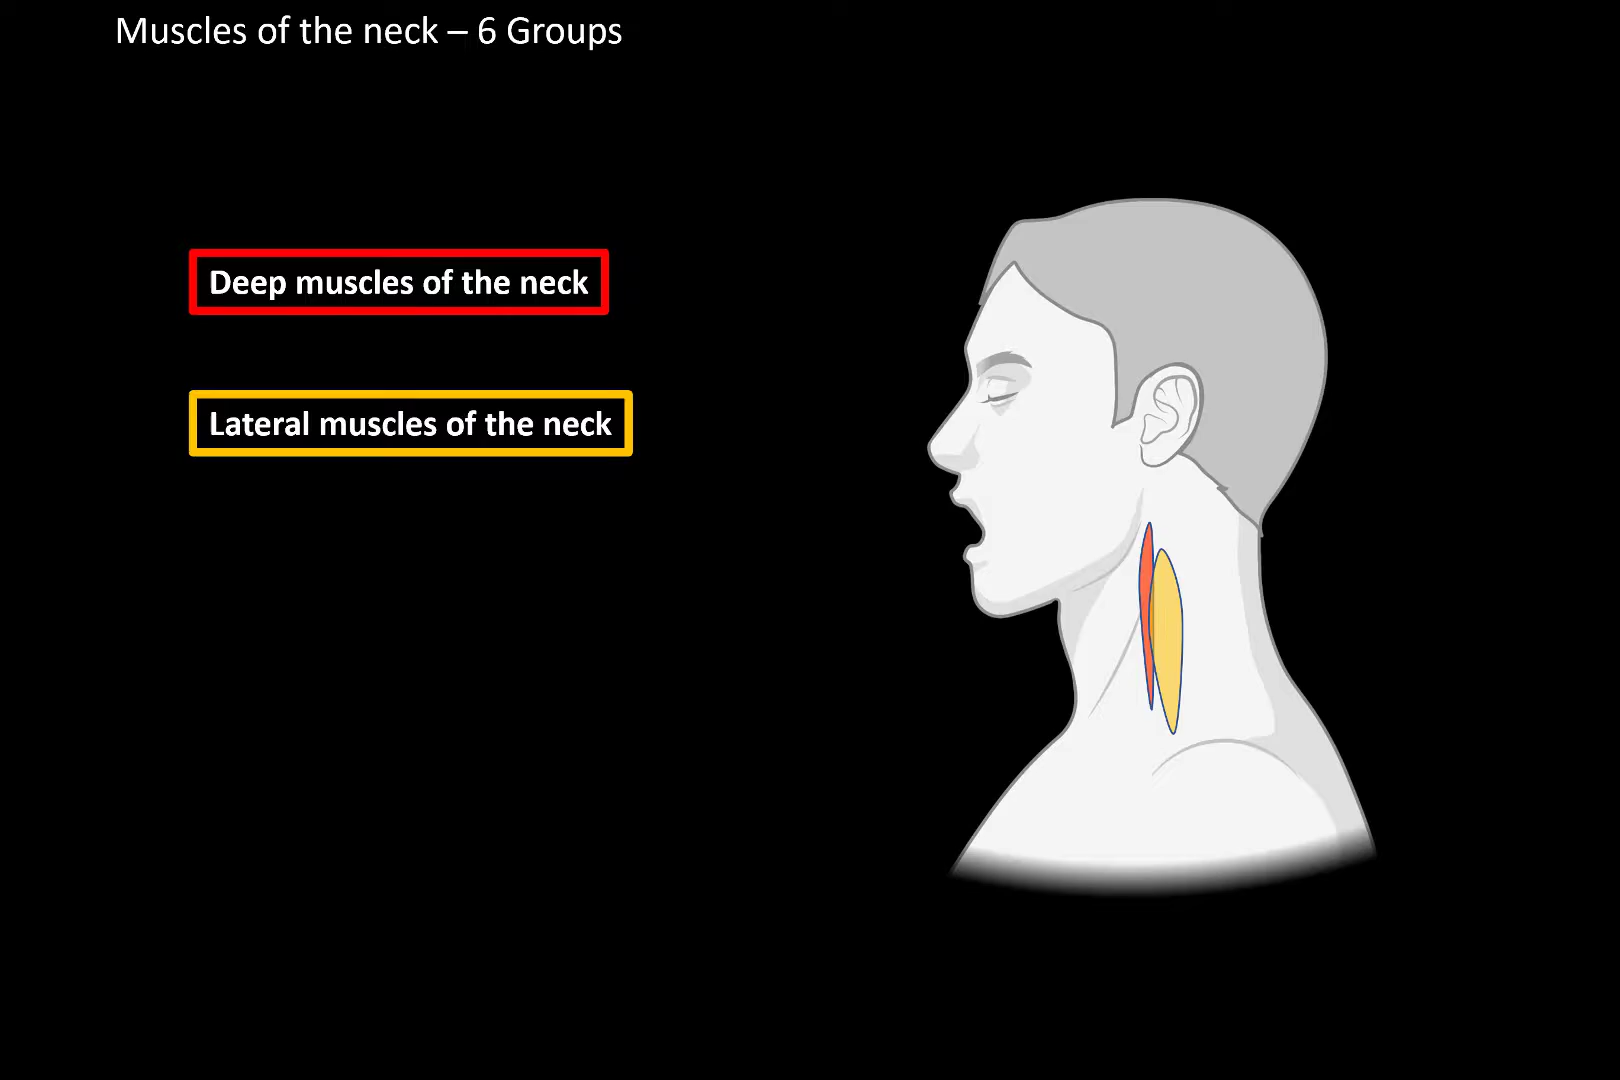 Muscles of the neck – 6 Groups
Deep muscles of the neck
Lateral muscles of the neck